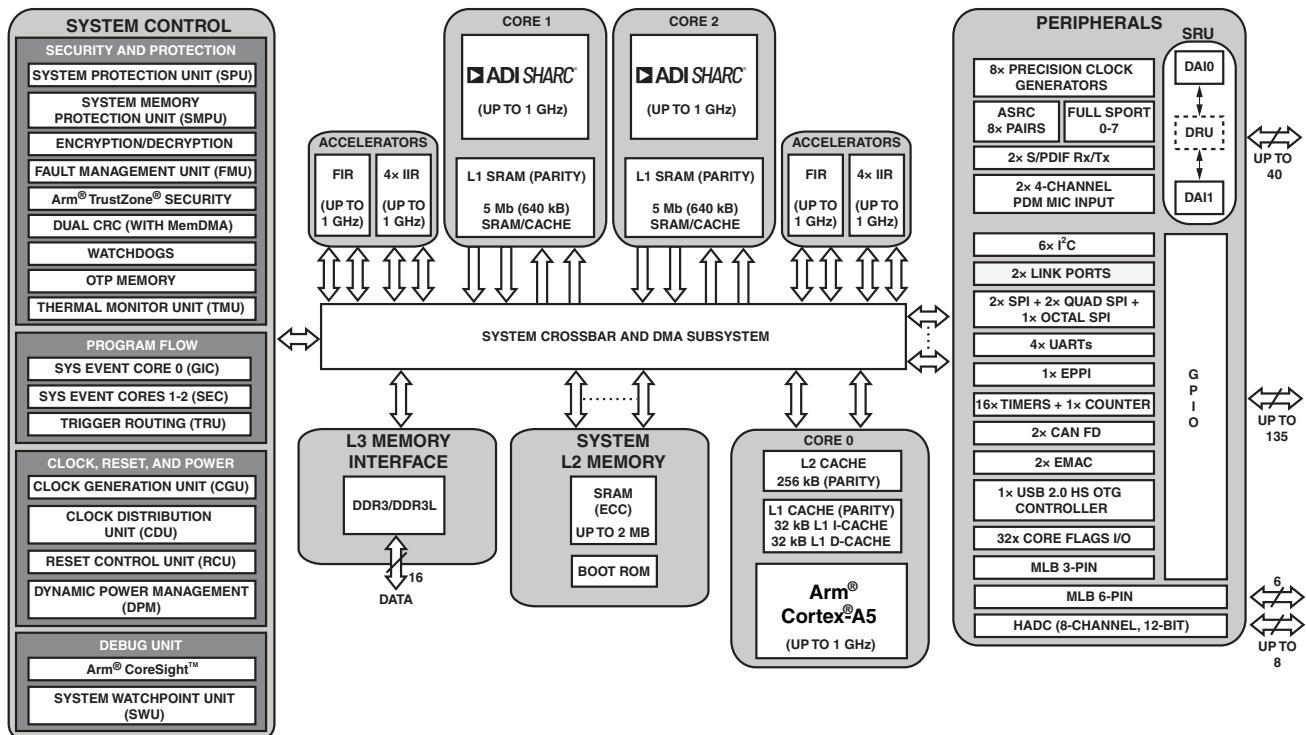 SYSTEM CONTROL
SECURITY AND PROTECTION
SYSTEM PROTECTION UNIT (SPU)
SYSTEM MEMORY
PROTECTION UNIT (SMPU)
ENCRYPTION/DECRYPTION
FAULT MANAGEMENT UNIT (FMU)
Arm® TrustZone® SECURITY
DUAL CRC (WITH MemDMA)
WATCHDOGS
OTP MEMORY
THERMAL MONITOR UNIT (TMU)
PROGRAM FLOW
SYS EVENT CORE 0 (GIC)
SYS EVENT CORES 1-2 (SEC)
TRIGGER ROUTING (TRU)
CLOCK, RESET, AND POWER
CLOCK GENERATION UNIT (CGU)
CLOCK DISTRIBUTION
UNIT (CDU)
RESET CONTROL UNIT (RCU)
DYNAMIC POWER MANAGEMENT
(DPM)
DEBUG UNIT
Arm® CoreSight™
SYSTEM WATCHPOINT UNIT
(SWU)
ACCELERATORS
FIR
(UP TO
1 GHz)
4× IIR
(UP TO
1 GHz)
CORE 1
ADI SHARC®
(UP TO 1 GHz)
L1 SRAM (PARITY)
5 Mb (640 kB)
SRAM/CACHE
CORE 2
ADI SHARC®
(UP TO 1 GHz)
L1 SRAM (PARITY)
5 Mb (640 kB)
SRAM/CACHE
ACCELERATORS
FIR
(UP TO
1 GHz)
4× IIR
(UP TO
1 GHz)
SYSTEM CROSSBAR AND DMA SUBSYSTEM
L3 MEMORY
INTERFACE
DDR3/DDR3L
16
DATA
SYSTEM
L2 MEMORY
SRAM
(ECC)
UP TO 2 MB
BOOT ROM
CORE 0
L2 CACHE
256 kB (PARITY)
L1 CACHE (PARITY)
32 kB L1 I-CACHE
32 kB L1 D-CACHE
Arm®
Cortex®-A5
(UP TO 1 GHz)
PERIPHERALS
SRU
8× PRECISION CLOCK
GENERATORS
ASRC
8× PAIRS
FULL SPORT
0-7
2× S/PDIF Rx/Tx
2× 4-CHANNEL
PDM MIC INPUT
DAI0
DRU
DAI1
UP TO
40
6× I²C
2× LINK PORTS
2× SPI + 2× QUAD SPI +
1× OCTAL SPI
4× UARTs
1× EPPI
16× TIMERS + 1× COUNTER
2× CAN FD
2× EMAC
1× USB 2.0 HS OTG
CONTROLLER
32x CORE FLAGS I/O
MLB 3-PIN
G
P
I
O
UP TO
135
MLB 6-PIN
6
HADC (8-CHANNEL, 12-BIT)
UP TO
8